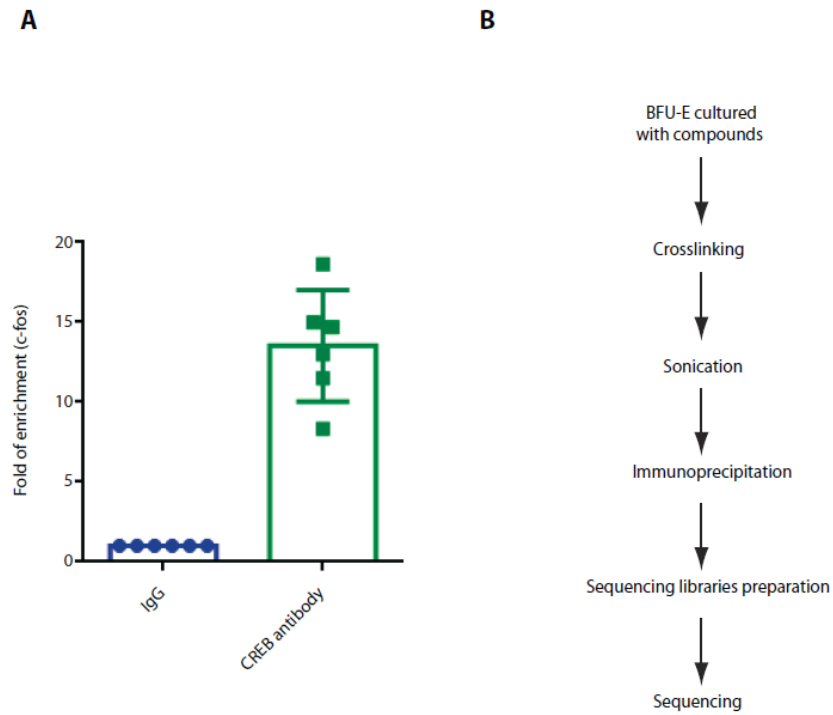 A
B
BFU-E cultured
with compounds
Crosslinking
Sonication
Immunoprecipitation
Sequencing libraries preparation
Sequencing
Fold of enrichment (c-fos)
20
15
10
5
0
IgG
CREB antibody